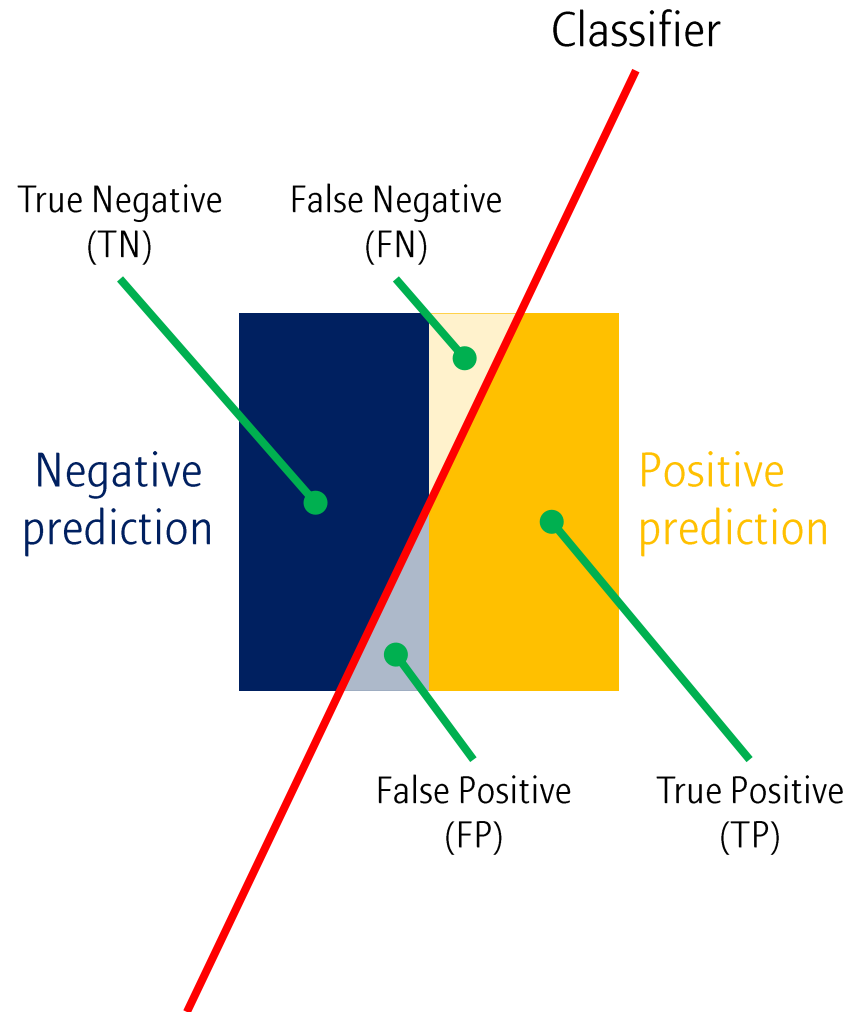 Classifier
True Negative
(TN)
False Negative
(FN)
Negative
prediction
Positive
prediction
False Positive
(FP)
True Positive
(TP)